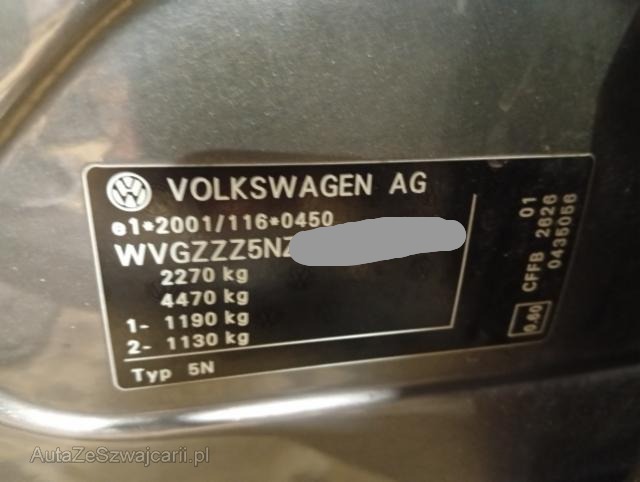 VOLKSWAGEN AG
e1*2001/116*0450
WVGZZZ5NZ
2270 kg
4470 kg
1- 1190 kg
2- 1130 kg
Typ 5N
01
CFFB 2826
0435056
0.60
AutaZeSzwajcarii.pl